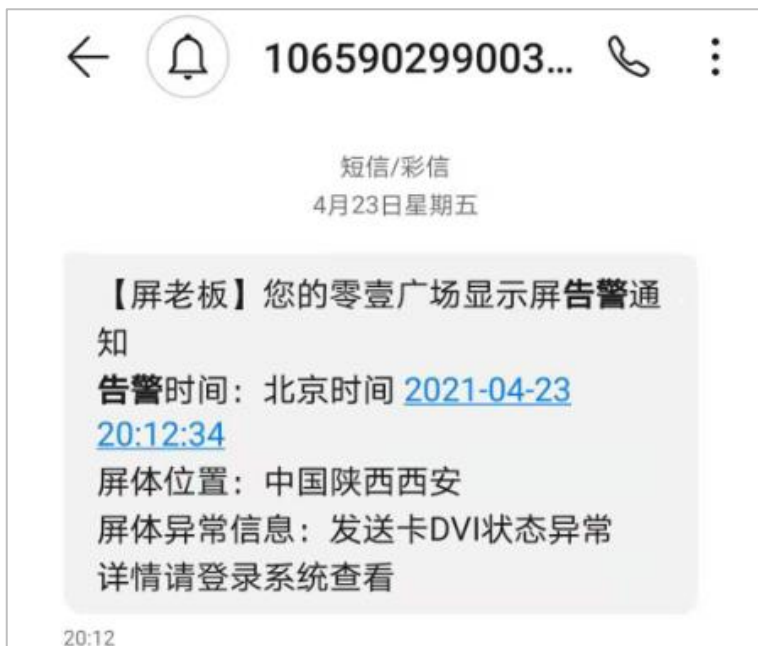 106590299003...
短信/彩信
4月23日星期五
【屏老板】您的零壹广场显示屏告警通
知
告警时间：北京时间 2021-04-23
20:12:34
屏体位置：中国陕西西安
屏体异常信息：发送卡DVI状态异常
详情请登录系统查看
20:12